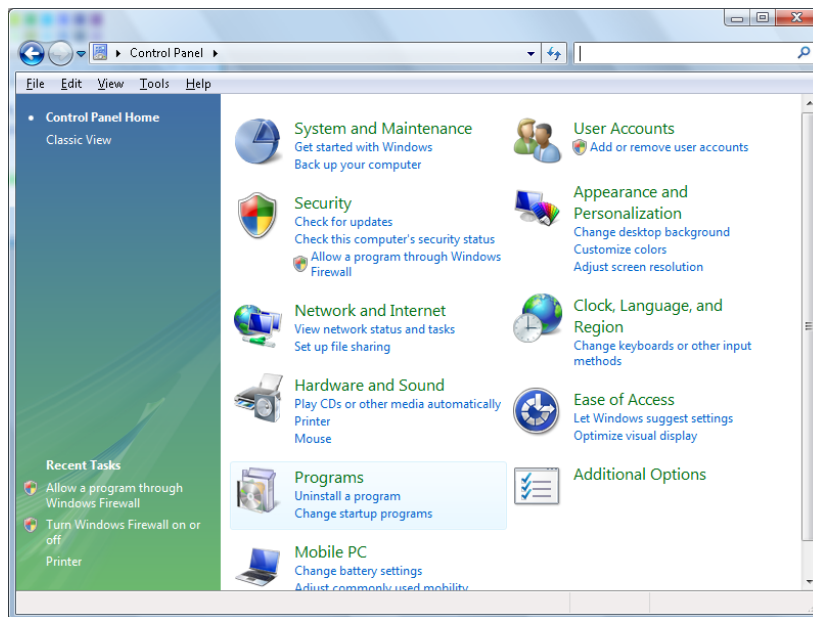 Control Panel
File Edit View Tools Help
Control Panel Home
Classic View
System and Maintenance
Get started with Windows
Back up your computer
Security
Check for updates
Check this computer's security status
Allow a program through Windows
Firewall
Network and Internet
View network status and tasks
Set up file sharing
Hardware and Sound
Play CDs or other media automatically
Printer
Mouse
Programs
Uninstall a program
Change startup programs
Mobile PC
Change battery settings
Adjust commonly used mobility
User Accounts
Add or remove user accounts
Appearance and
Personalization
Change desktop background
Customize colors
Adjust screen resolution
Clock, Language, and
Region
Change keyboards or other input
methods
Ease of Access
Let Windows suggest settings
Optimize visual display
Additional Options
Recent Tasks
Allow a program through
Windows Firewall
Turn Windows Firewall on or
off
Printer